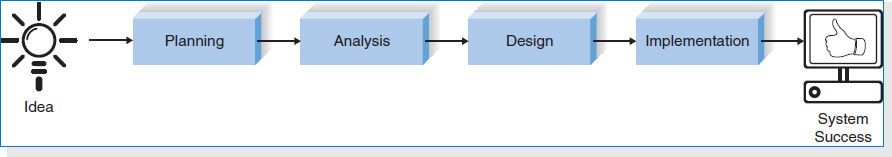 Planning
Analysis
Design
Implementation
Idea
System
Success